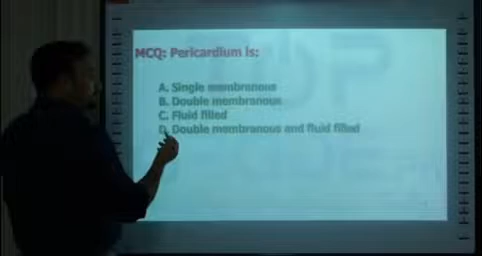 MCQ: Pericardium is:
A. Single membranous
B. Double membranous
C. Fluid filled
D. Double membranous and fluid filled